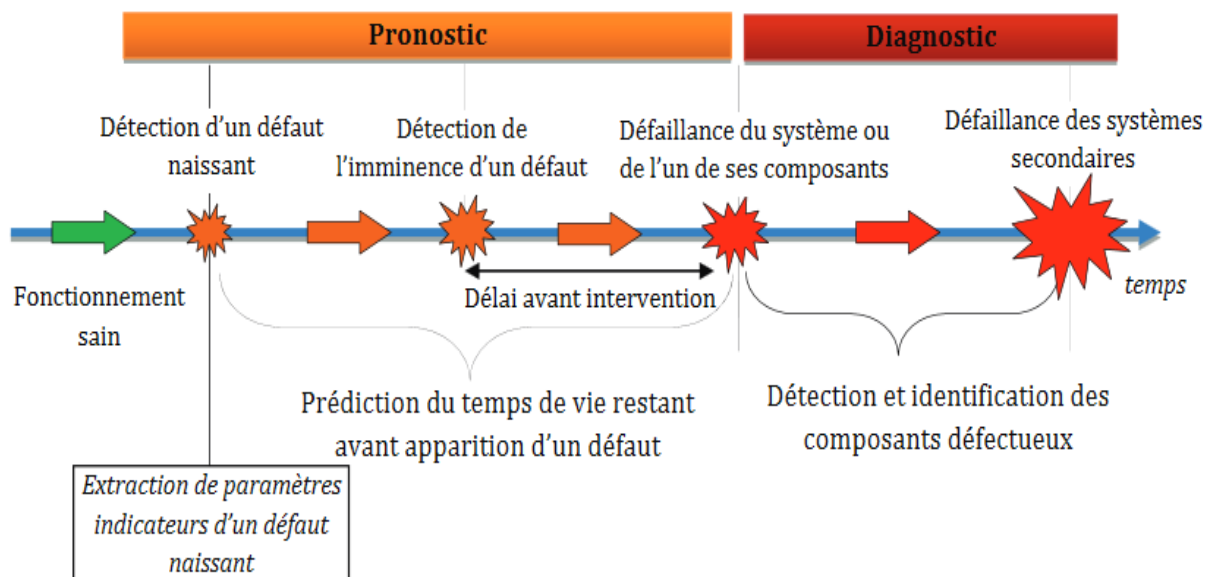 Pronostic
Diagnostic
Détection d’un défaut
naissant
Détection de
l’imminence d’un défaut
Défaillance du système ou
de l’un de ses composants
Défaillance des systèmes
secondaires
Fonctionnement
sain
Délai avant intervention
temps
Prédiction du temps de vie restant
avant apparition d’un défaut
Détection et identification des
composants défectueux
Extraction de paramètres
indicateurs d’un défaut
naissant